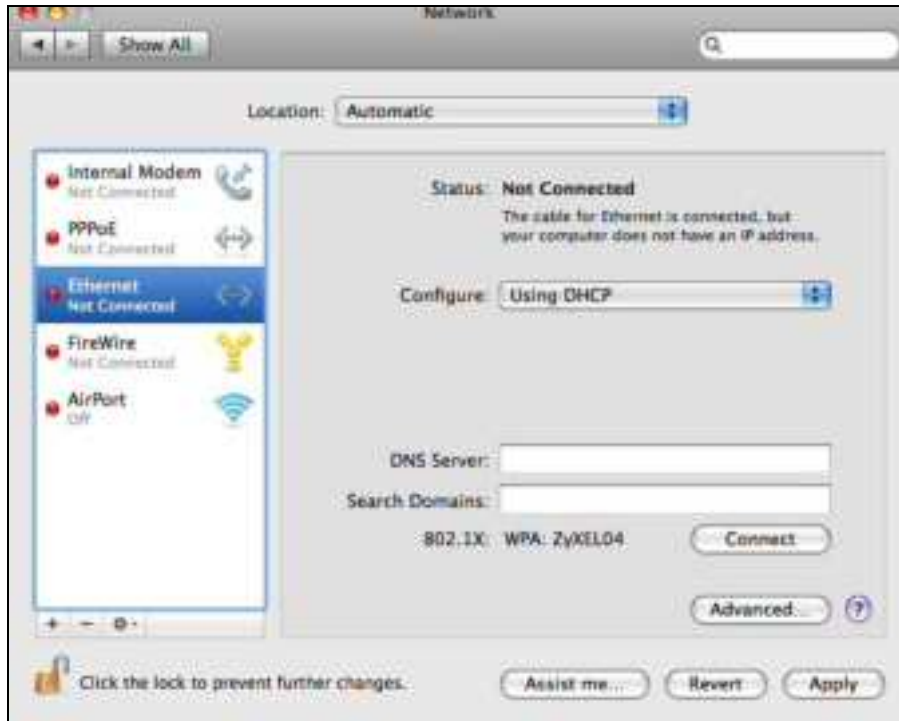 Network
Show All
Location: Automatic
Internal Modem
Not Connected
PPPoE
Not Connected
Ethernet
Not Connected
FireWire
Not Connected
AirPort
Off
Status: Not Connected
The cable for Ethernet is connected, but
your computer does not have an IP address.
Configure: Using DHCP
DNS Server:
Search Domains:
802.1X: WPA: ZyXEL04 Connect
Advanced...
?
Click the lock to prevent further changes.
Assist me... Revert Apply